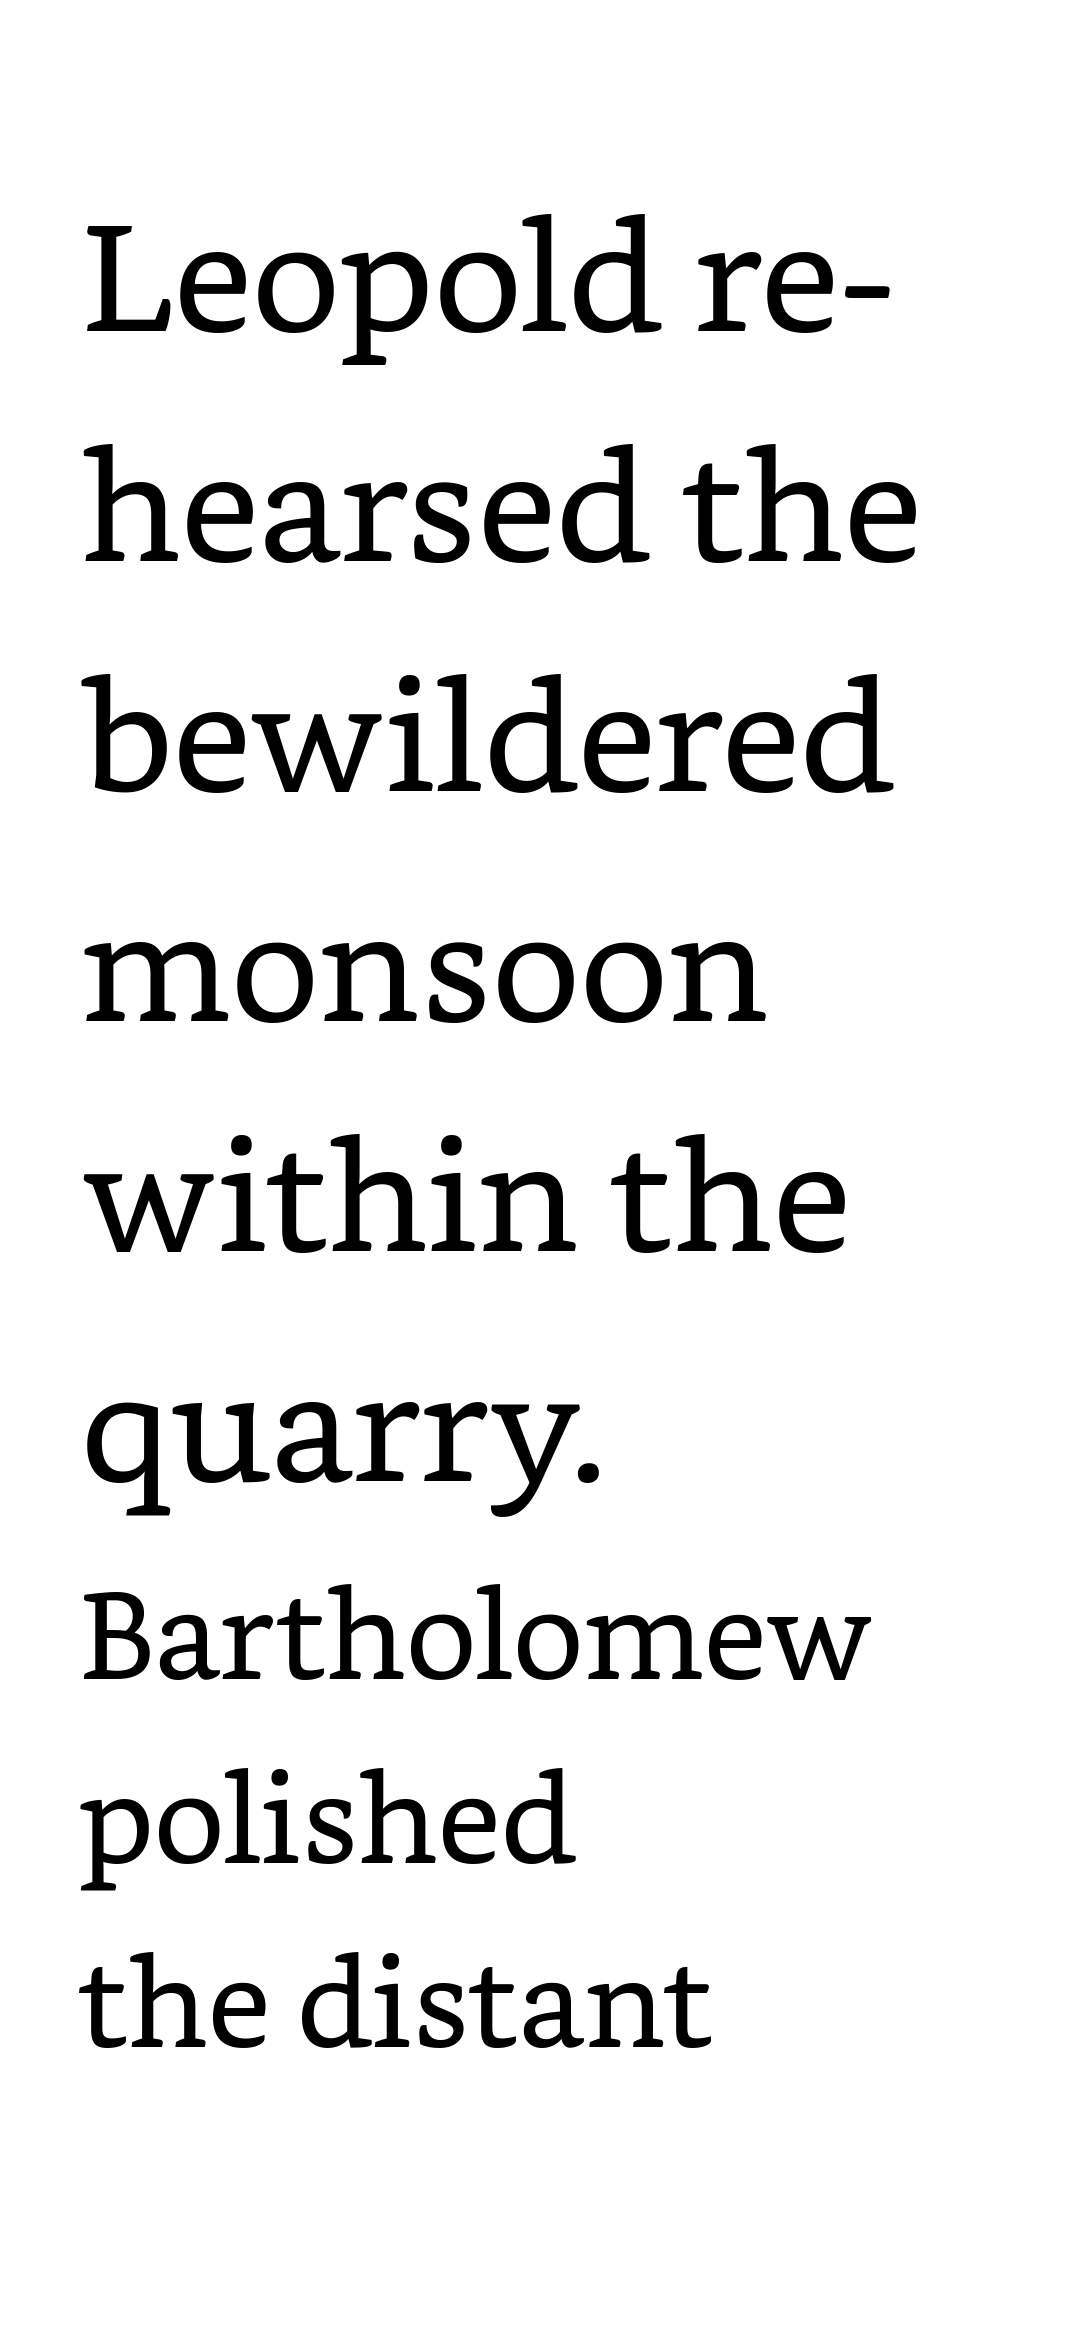 Leopold re-
hearsed the
bewildered
monsoon
within the
quarry.
Bartholomew
polished
the distant